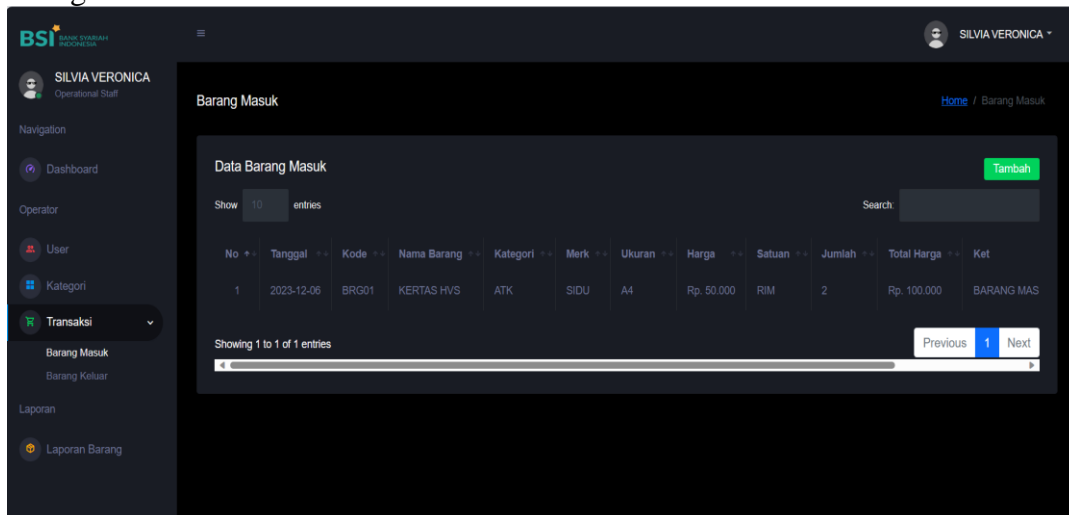 BSI BANK SYARIAH INDONESIA
SILVIA VERONICA
SILVIA VERONICA
Operational Staff
Navigation
Dashboard
Operator
User
Kategori
Transaksi
Barang Masuk
Barang Keluar
Laporan
Laporan Barang
Barang Masuk
Home / Barang Masuk
Data Barang Masuk
Tambah
Show 10 entries
Search:
No Tanggal Kode Nama Barang Kategori Merk Ukuran Harga Satuan Jumlah Total Harga Ket
1 2023-12-06 BRG01 KERTAS HVS ATK SIDU A4 Rp. 50.000 RIM 2 Rp. 100.000 BARANG MAS
Showing 1 to 1 of 1 entries
Previous 1 Next